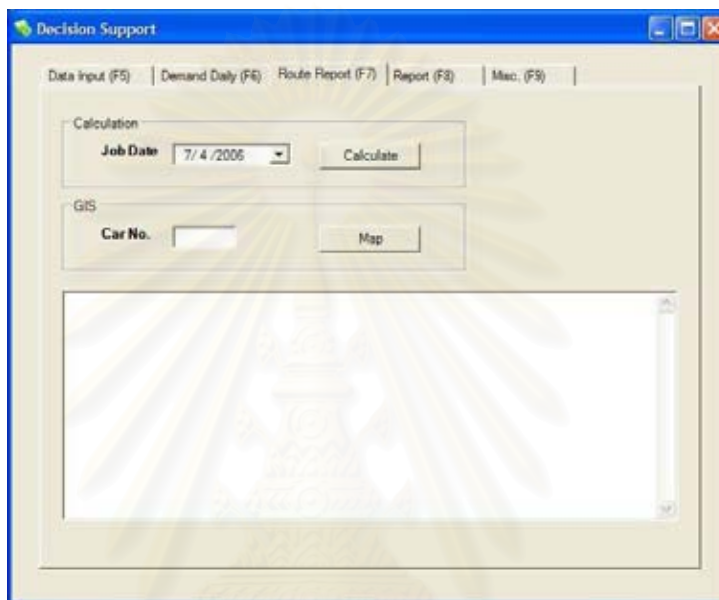 Decision Support
Data Input (F5) Demand Daily (F6) Route Report (F7) Report (F8) Misc. (F9)
Calculation
Job Date 7/ 4 /2006 Calculate
GIS
Car No. Map